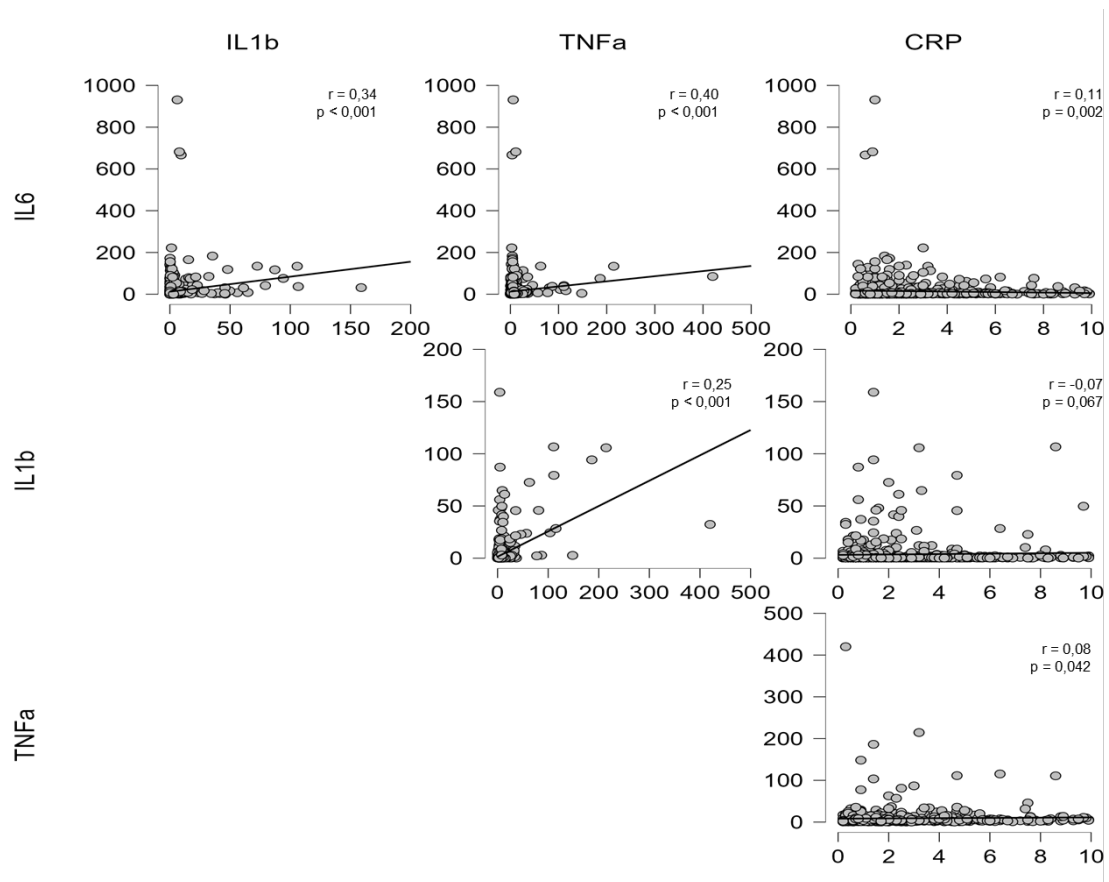 IL1b
TNFa
CRP
IL6
1000
800
600
400
200
0
r = 0,34
p < 0,001
0 50 100 150 200
1000
800
600
400
200
0
r = 0,40
p < 0,001
0 100 200 300 400 500
1000
800
600
400
200
0
r = 0,11
p = 0,002
0 2 4 6 8 10
IL1b
200
150
100
50
0
r = 0,25
p < 0,001
0 100 200 300 400 500
200
150
100
50
0
r = -0,07
p = 0,067
0 2 4 6 8 10
TNFa
500
400
300
200
100
0
r = 0,08
p = 0,042
0 2 4 6 8 10